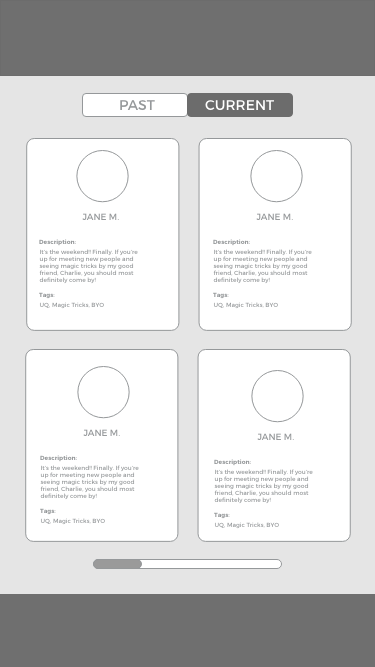 PAST
CURRENT
JANE M.
Description:
It's the weekend!! Finally. If you're
up for meeting new people and
seeing magic tricks by my good
friend, Charlie, you should most
definitely come by!
Tags:
UQ, Magic Tricks, BYO
JANE M.
Description:
It's the weekend!! Finally. If you're
up for meeting new people and
seeing magic tricks by my good
friend, Charlie, you should most
definitely come by!
Tags:
UQ, Magic Tricks, BYO
JANE M.
Description:
It's the weekend!! Finally. If you're
up for meeting new people and
seeing magic tricks by my good
friend, Charlie, you should most
definitely come by!
Tags:
UQ, Magic Tricks, BYO
JANE M.
Description:
It's the weekend!! Finally. If you're
up for meeting new people and
seeing magic tricks by my good
friend, Charlie, you should most
definitely come by!
Tags:
UQ, Magic Tricks, BYO